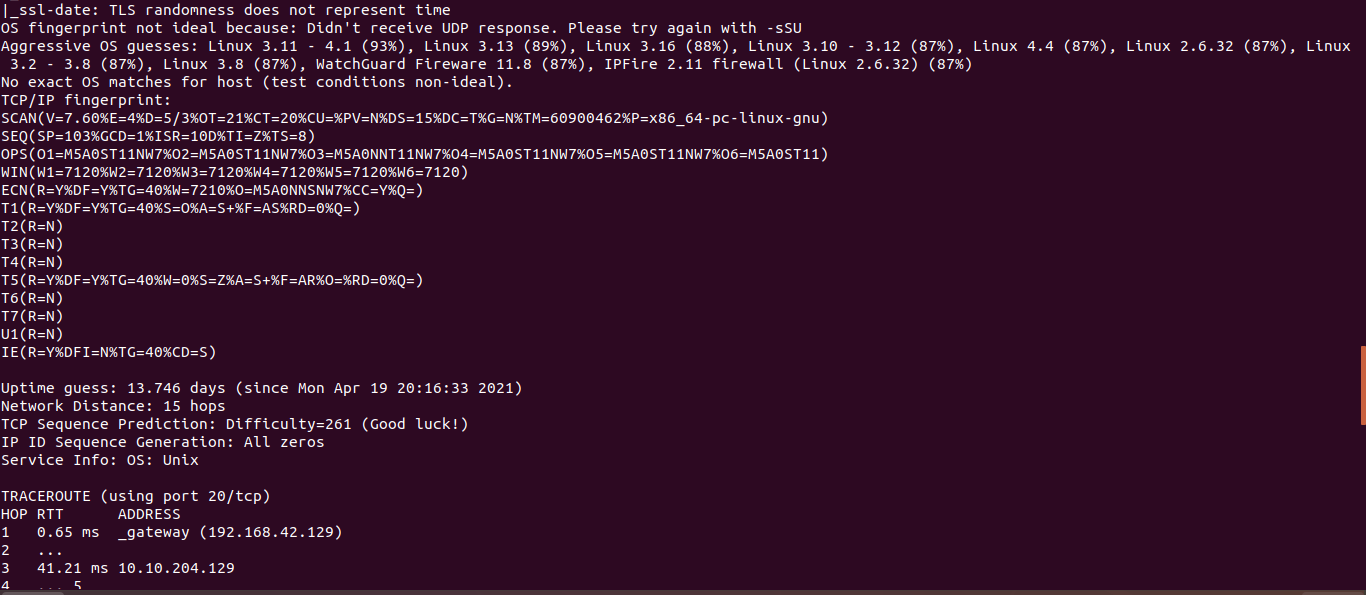 |_ssl-date: TLS randomness does not represent time
OS fingerprint not ideal because: Didn't receive UDP response. Please try again with -sSU
Aggressive OS guesses: Linux 3.11 - 4.1 (93%), Linux 3.13 (89%), Linux 3.16 (88%), Linux 3.10 - 3.12 (87%), Linux 4.4 (87%), Linux 2.6.32 (87%), Linux
 3.2 - 3.8 (87%), Linux 3.8 (87%), WatchGuard Fireware 11.8 (87%), IPFire 2.11 firewall (Linux 2.6.32) (87%)
No exact OS matches for host (test conditions non-ideal).
TCP/IP fingerprint:
SCAN(V=7.60%E=4%D=5/3%OT=21%CT=20%CU=%PV=N%DS=15%DC=T%G=N%TM=60900462%P=x86_64-pc-linux-gnu)
SEQ(SP=103%GCD=1%ISR=10D%TI=Z%TS=8)
OPS(O1=M5A0ST11NW7%O2=M5A0ST11NW7%O3=M5A0NNT11NW7%O4=M5A0ST11NW7%O5=M5A0ST11NW7%O6=M5A0ST11)
WIN(W1=7120%W2=7120%W3=7120%W4=7120%W5=7120%W6=7120)
ECN(R=Y%DF=Y%TG=40%W=7210%O=M5A0NNSNW7%CC=Y%Q=)
T1(R=Y%DF=Y%TG=40%S=O%A=S+%F=AS%RD=0%Q=)
T2(R=N)
T3(R=N)
T4(R=N)
T5(R=Y%DF=Y%TG=40%W=0%S=Z%A=S+%F=AR%O=%RD=0%Q=)
T6(R=N)
T7(R=N)
U1(R=N)
IE(R=Y%DFI=N%TG=40%CD=S)
Uptime guess: 13.746 days (since Mon Apr 19 20:16:33 2021)
Network Distance: 15 hops
TCP Sequence Prediction: Difficulty=261 (Good luck!)
IP ID Sequence Generation: All zeros
Service Info: OS: Unix
TRACEROUTE (using port 20/tcp)
HOP RTT      ADDRESS
1   0.65 ms  _gateway (192.168.42.129)
2   ...
3   41.21 ms 10.10.204.129
4   ... 5